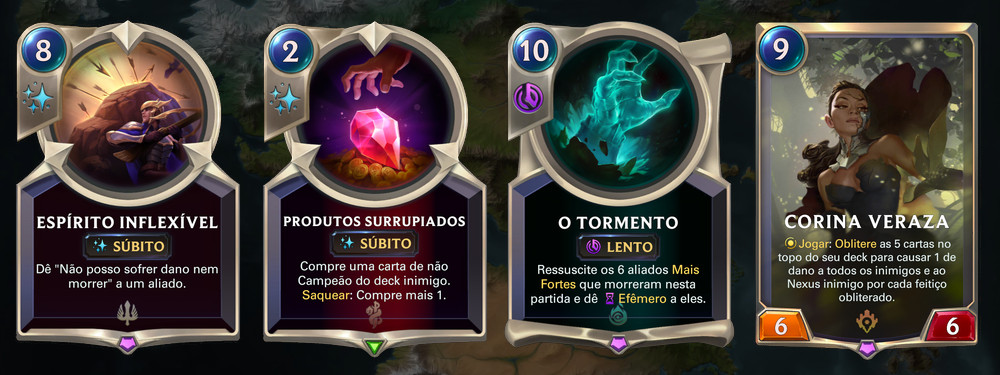 8
ESPÍRITO INFLEXÍVEL
SÚBITO
Dê "Não posso sofrer dano nem
morrer" a um aliado.
2
PRODUTOS SURRUPIADOS
SÚBITO
Compre uma carta de não
Campeão do deck inimigo.
Saquear: Compre mais 1.
10
O TORMENTO
LENTO
Ressuscite os 6 aliados Mais
Fortes que morreram nesta
partida e dê Efêmero a eles.
9
CORINA VERAZA
Jogar: Oblitere as 5 cartas no
topo do seu deck para causar 1 de
dano a todos os inimigos e ao
Nexus inimigo por cada feitiço
obliterado.
6
6